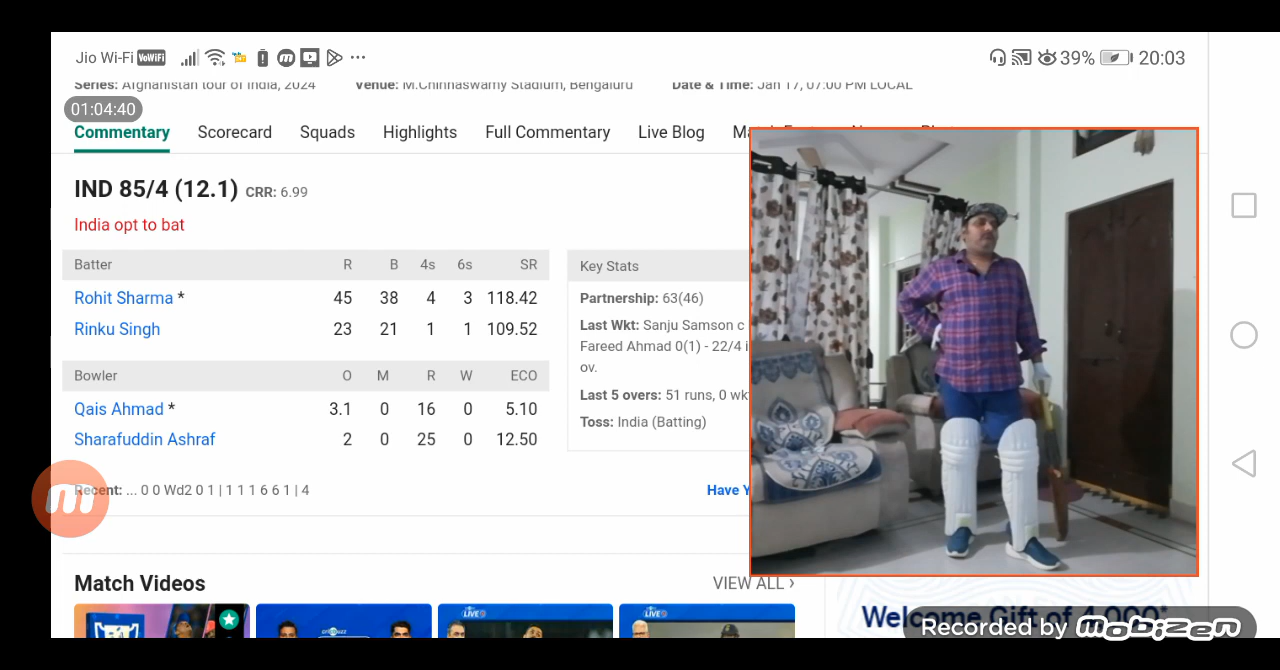 Jio Wi-Fi VoWiFi 39% 20:03
Series: Afghanistan tour of India, 2024 Venue: M.Chinnaswamy Stadium, Bengaluru Date & Time: Jan 17, 07:00 PM LOCAL
01:04:40
Commentary Scorecard Squads Highlights Full Commentary Live Blog
IND 85/4 (12.1) CRR: 6.99
India opt to bat
Batter R B 4s 6s SR
Rohit Sharma * 45 38 4 3 118.42
Rinku Singh 23 21 1 1 109.52
Bowler O M R W ECO
Qais Ahmad * 3.1 0 16 0 5.10
Sharafuddin Ashraf 2 0 25 0 12.50
Key Stats
Partnership: 63(46)
Last Wkt: Sanju Samson c
Fareed Ahmad 0(1) - 22/4 i
ov.
Last 5 overs: 51 runs, 0 wk
Toss: India (Batting)
Recent: ... 0 0 Wd2 0 1 | 1 1 1 6 6 1 | 4
Have Y
Match Videos VIEW ALL ›
LIVE LIVE
Welcome Gift of 4,000*
Recorded by mobizen